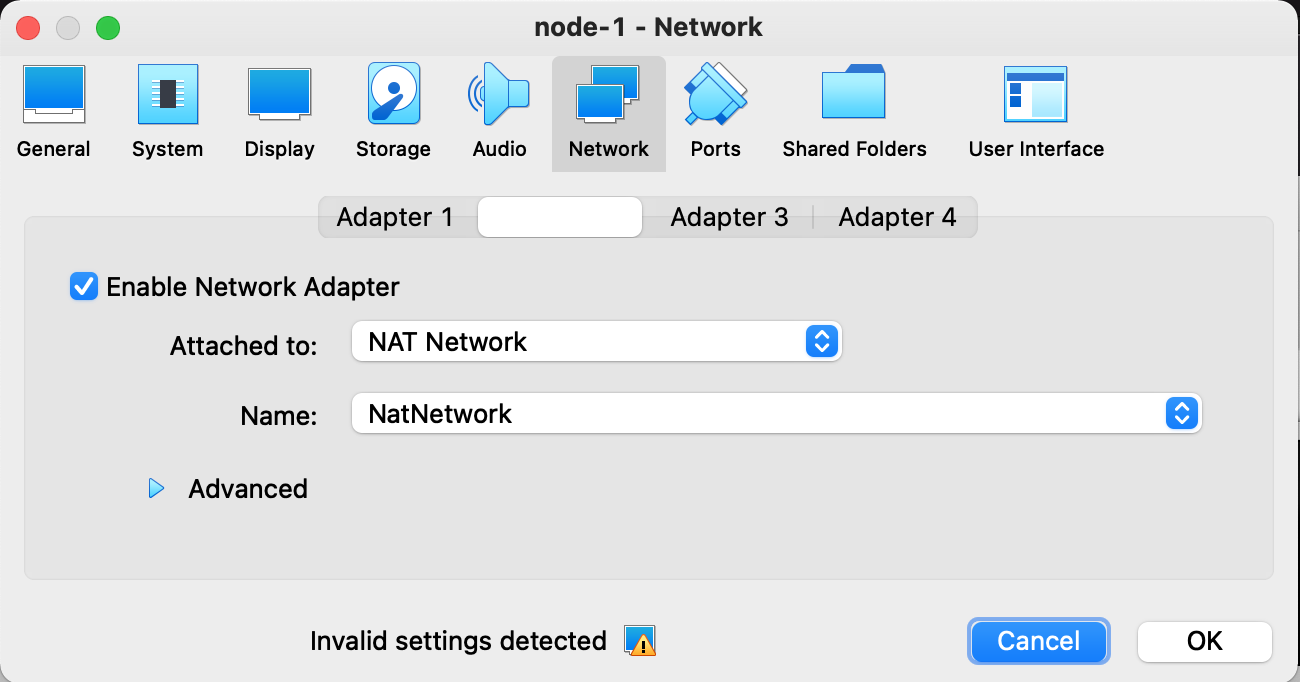 node-1 - Network
General System Display Storage Audio Network Ports Shared Folders User Interface
Adapter 1 Adapter 3 Adapter 4
Enable Network Adapter
Attached to: NAT Network
Name: NatNetwork
Advanced
Invalid settings detected Cancel OK